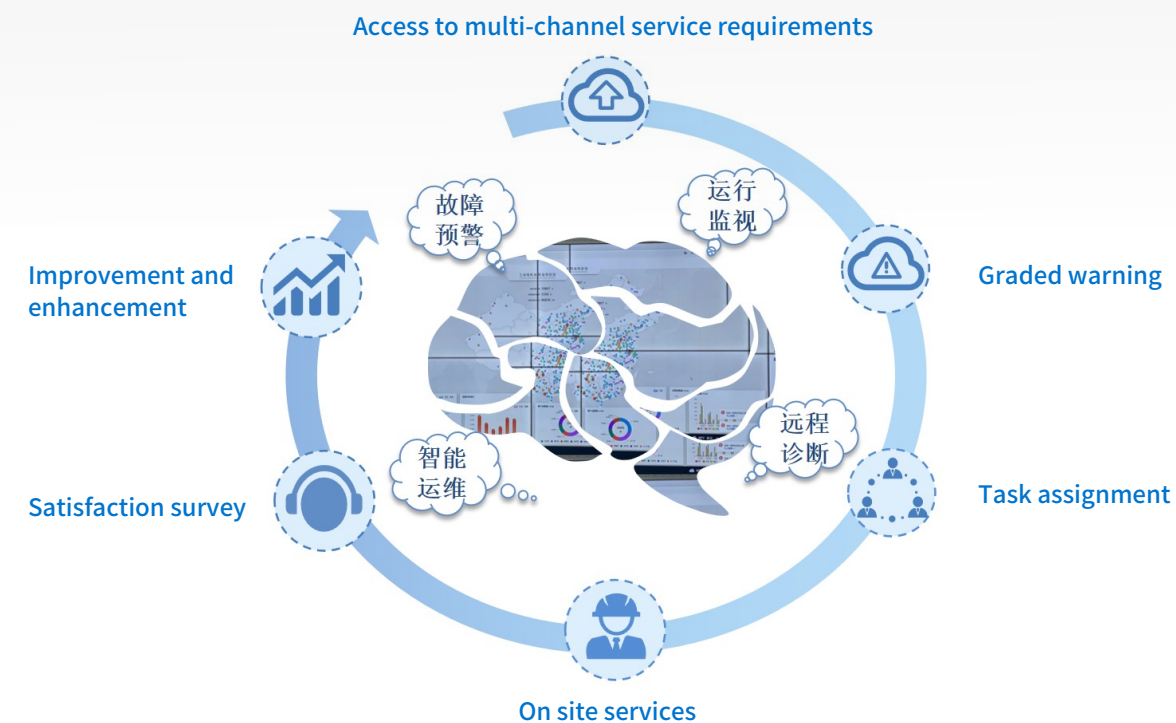 Access to multi-channel service requirements
故障
预警
运行
监视
Improvement and
enhancement
Graded warning
远程
诊断
智能
运维
Satisfaction survey
Task assignment
On site services